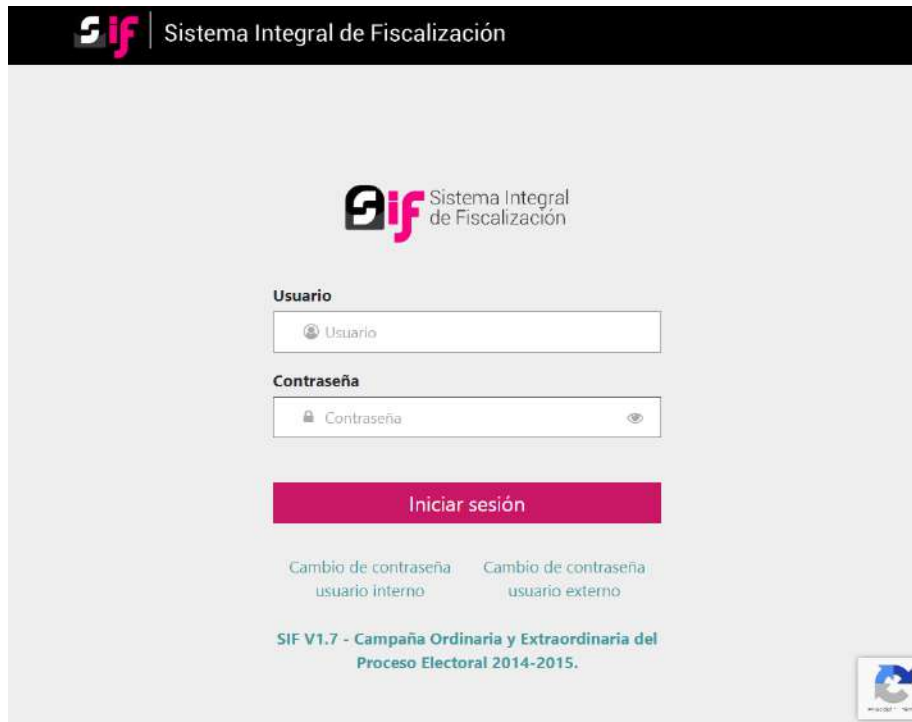 Sif Sistema Integral de Fiscalización
Sif Sistema Integral
de Fiscalización
Usuario
Usuario
Contraseña
Contraseña
Iniciar sesión
Cambio de contraseña
usuario interno
Cambio de contraseña
usuario externo
SIF V1.7 - Campaña Ordinaria y Extraordinaria del
Proceso Electoral 2014-2015.